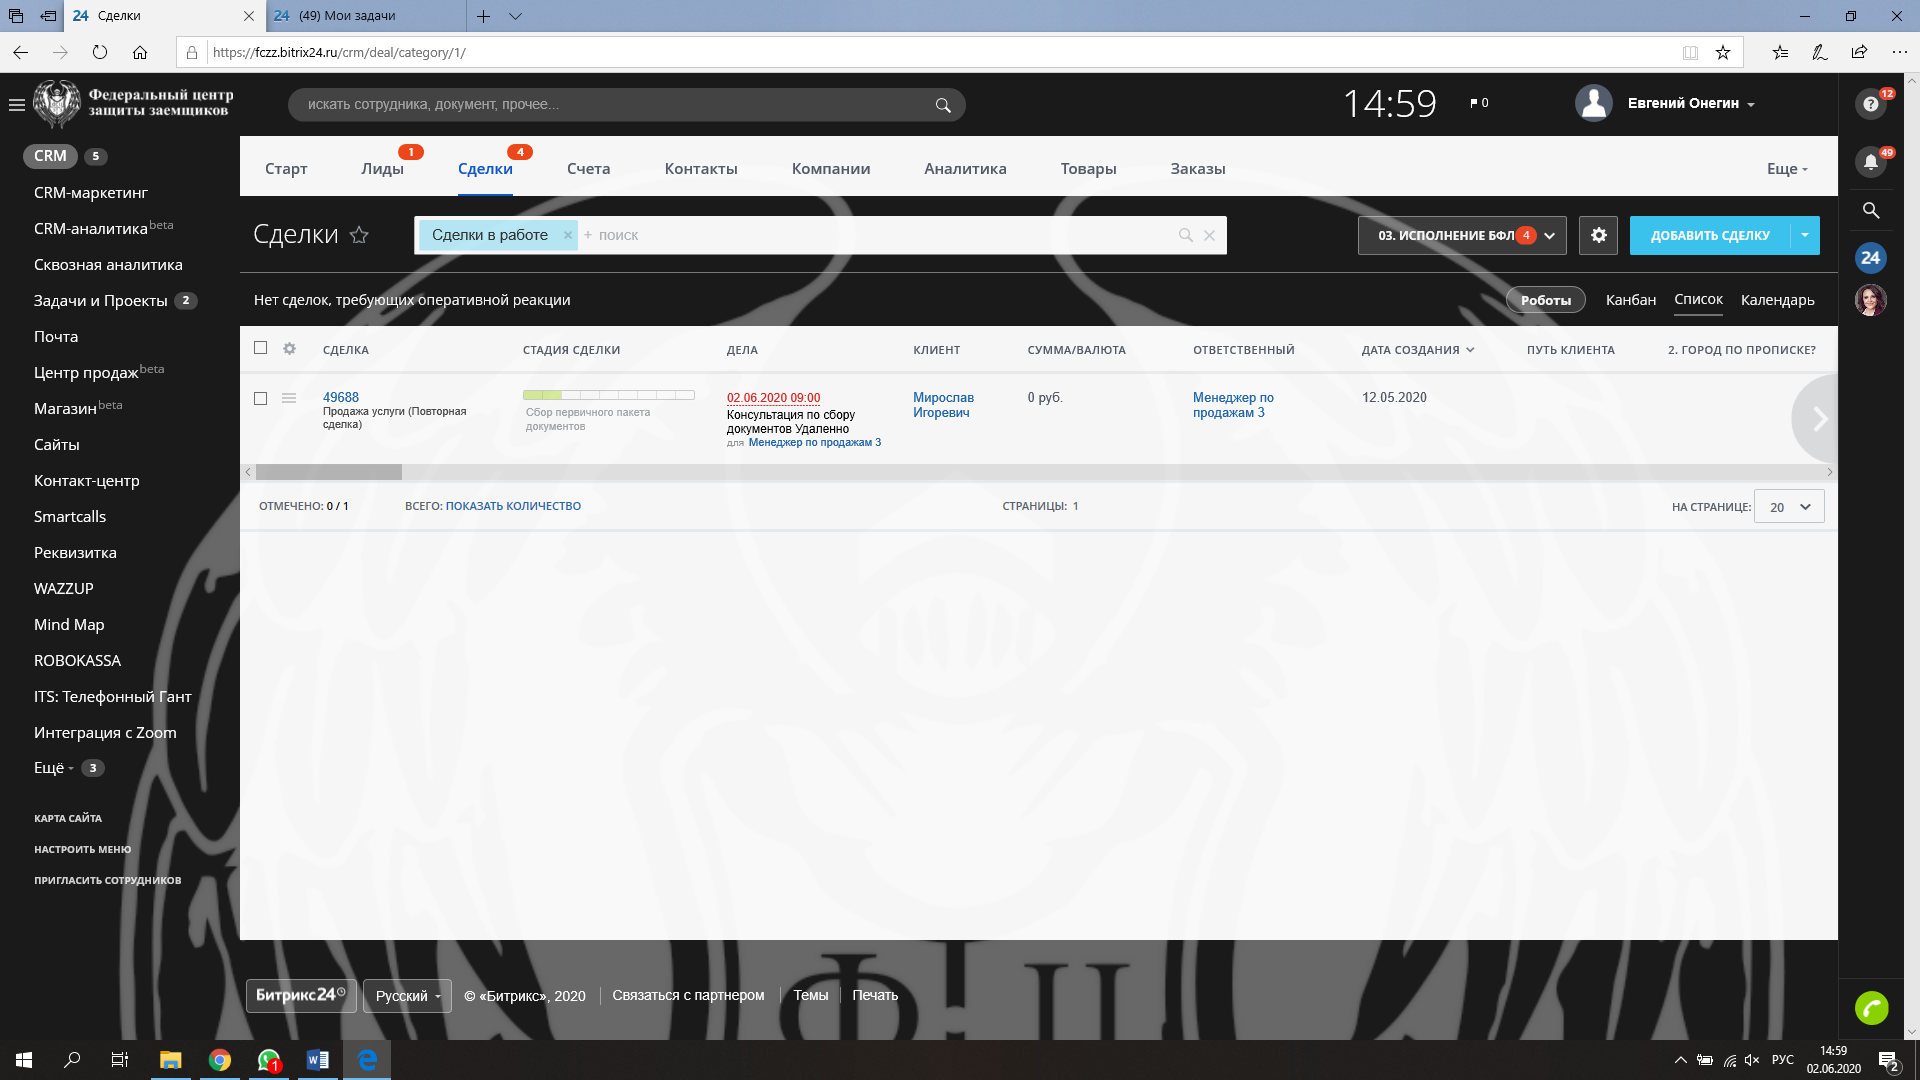 Сделки
(49) Мои задачи
https://fczz.bitrix24.ru/crm/deal/category/1/
Федеральный центр
защиты заемщиков
искать сотрудника, документ, прочее...
14:59
0
Евгений Онегин
12
CRM 5
CRM-маркетинг
CRM-аналитика beta
Сквозная аналитика
Задачи и Проекты 2
Почта
Центр продаж beta
Магазин beta
Сайты
Контакт-центр
Smartcalls
Реквизитка
WAZZUP
Mind Map
ROBOKASSA
ITS: Телефонный Гант
Интеграция с Zoom
Ещё 3
КАРТА САЙТА
НАСТРОИТЬ МЕНЮ
ПРИГЛАСИТЬ СОТРУДНИКОВ
Старт
Лиды 1
Сделки 4
Счета
Контакты
Компании
Аналитика
Товары
Заказы
Еще
49
24
Сделки
Сделки в работе × + поиск
03. ИСПОЛНЕНИЕ БФЛ 4
ДОБАВИТЬ СДЕЛКУ
Нет сделок, требующих оперативной реакции
Роботы
Канбан
Список
Календарь
СДЕЛКА
СТАДИЯ СДЕЛКИ
ДЕЛА
КЛИЕНТ
СУММА/ВАЛЮТА
ОТВЕТСТВЕННЫЙ
ДАТА СОЗДАНИЯ
ПУТЬ КЛИЕНТА
2. ГОРОД ПО ПРОПИСКЕ?
49688
Продажа услуги (Повторная
сделка)
Сбор первичного пакета
документов
02.06.2020 09:00
Консультация по сбору
документов Удаленно
для Менеджер по продажам 3
Мирослав
Игоревич
0 руб.
Менеджер по
продажам 3
12.05.2020
ОТМЕЧЕНО: 0 / 1
ВСЕГО: ПОКАЗАТЬ КОЛИЧЕСТВО
СТРАНИЦЫ: 1
НА СТРАНИЦЕ: 20
Битрикс24
Русский
© «Битрикс», 2020
Связаться с партнером
Темы
Печать
1
РУС
14:59
02.06.2020
2